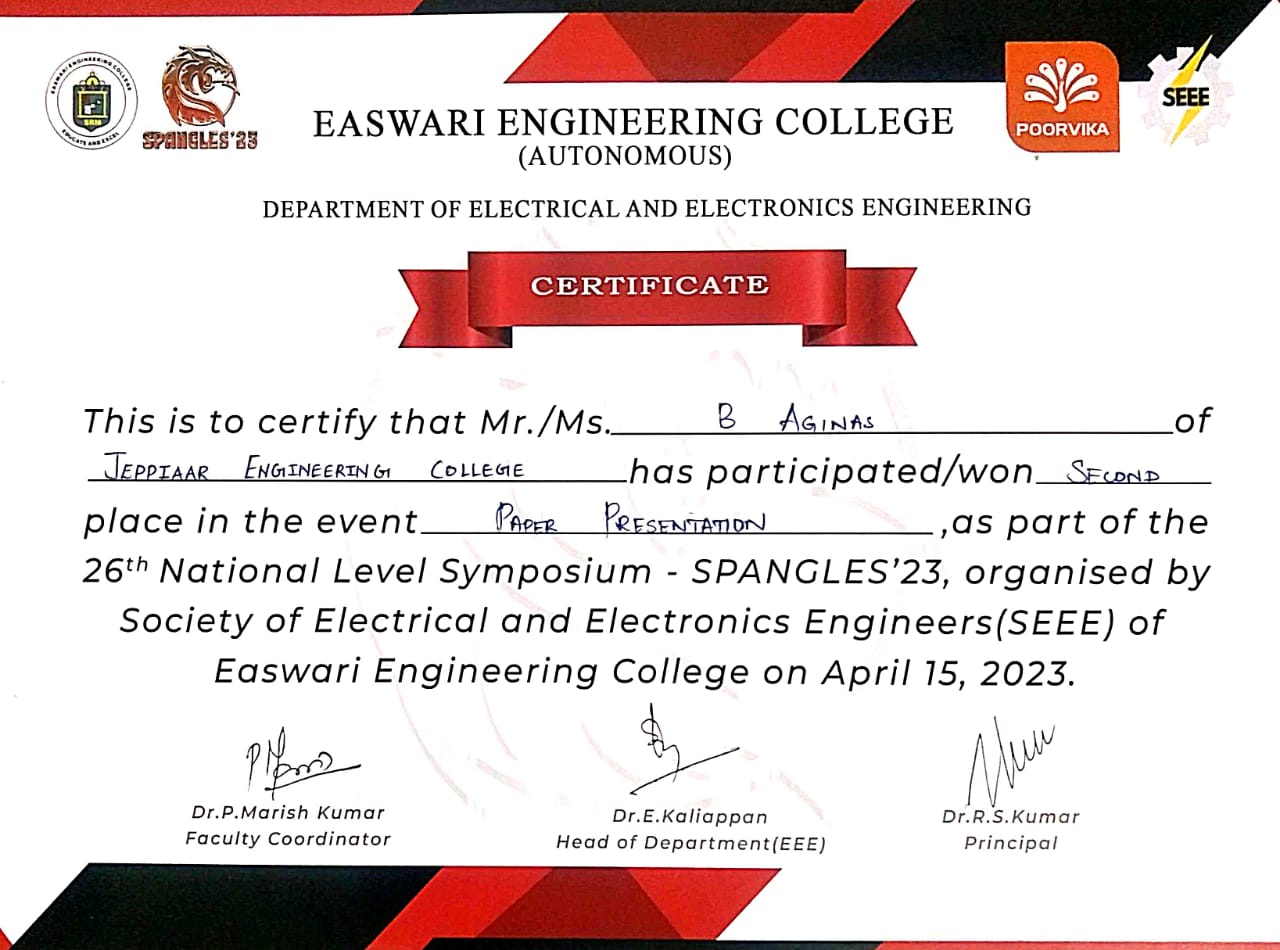 EASWARI ENGINEERING COLLEGE
EDUCATE AND EXCEL
SRM
SPANGLES'23
EASWARI ENGINEERING COLLEGE
(AUTONOMOUS)
POORVIKA
SEEE
DEPARTMENT OF ELECTRICAL AND ELECTRONICS ENGINEERING
CERTIFICATE
This is to certify that Mr./Ms. B AGINAS of
JEPPIAAR ENGINEERING COLLEGE has participated/won SECOND
place in the event PAPER PRESENTATION ,as part of the
26th National Level Symposium - SPANGLES'23, organised by
Society of Electrical and Electronics Engineers(SEEE) of
Easwari Engineering College on April 15, 2023.
Dr.P.Marish Kumar
Faculty Coordinator
Dr.E.Kaliappan
Head of Department(EEE)
Dr.R.S.Kumar
Principal